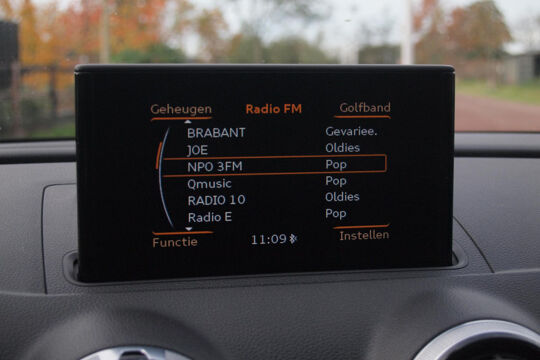 Geheugen Radio FM Golfband
BRABANT Gevariee.
JOE Oldies
NPO 3FM Pop
Qmusic Pop
RADIO 10 Oldies
Radio E Pop
Functie 11:09 Instellen